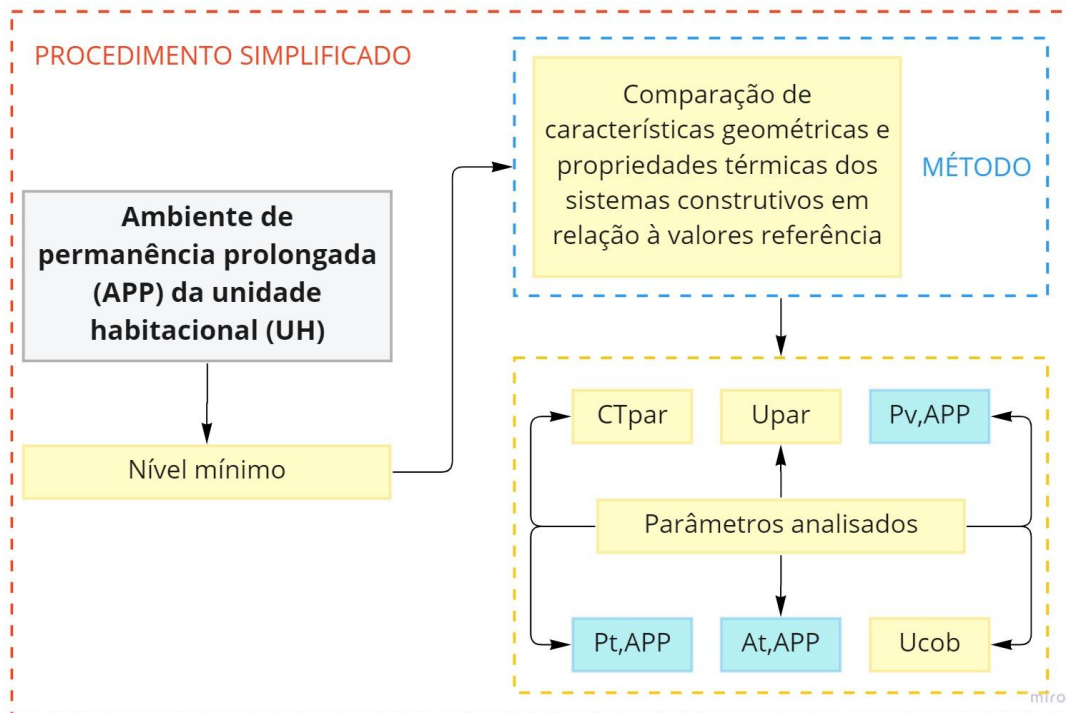 PROCEDIMENTO SIMPLIFICADO
Ambiente de
permanência prolongada
(APP) da unidade
habitacional (UH)
Nível mínimo
Comparação de
características geométricas e
propriedades térmicas dos
sistemas construtivos em
relação à valores referência
MÉTODO
CTpar
Upar
Pv,APP
Parâmetros analisados
Pt,APP
At,APP
Ucob
miro